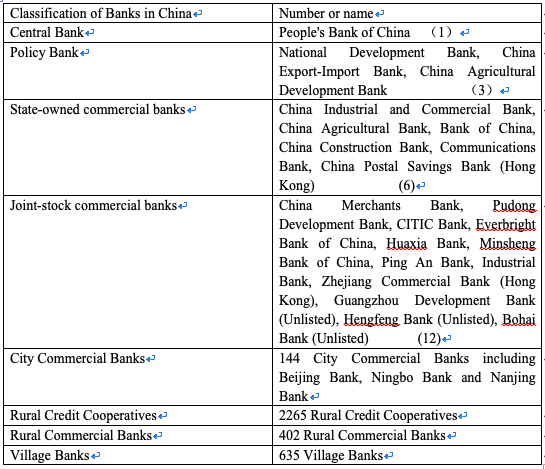 Classification of Banks in China Number or name
Central Bank People's Bank of China (1)
Policy Bank National Development Bank, China
Export-Import Bank, China Agricultural
Development Bank (3)
State-owned commercial banks China Industrial and Commercial Bank,
China Agricultural Bank, Bank of China,
China Construction Bank, Communications
Bank, China Postal Savings Bank (Hong
Kong) (6)
Joint-stock commercial banks China Merchants Bank, Pudong
Development Bank, CITIC Bank, Everbright
Bank of China, Huaxia Bank, Minsheng
Bank of China, Ping An Bank, Industrial
Bank, Zhejiang Commercial Bank (Hong
Kong), Guangzhou Development Bank
(Unlisted), Hengfeng Bank (Unlisted), Bohai
Bank (Unlisted) (12)
City Commercial Banks 144 City Commercial Banks including
Beijing Bank, Ningbo Bank and Nanjing
Bank
Rural Credit Cooperatives 2265 Rural Credit Cooperatives
Rural Commercial Banks 402 Rural Commercial Banks
Village Banks 635 Village Banks